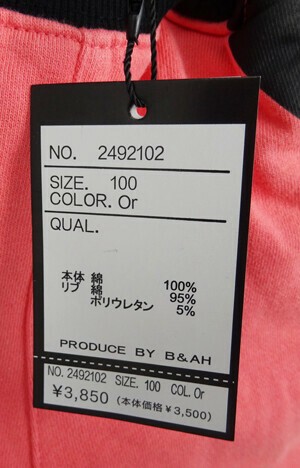 NO. 2492102
SIZE. 100
COLOR. Or
QUAL.
本体 綿 100%
リブ 綿 95%
ポリウレタン 5%
PRODUCE BY B&AH
NO. 2492102 SIZE. 100 COL. Or
¥3,850 (本体価格¥3,500)